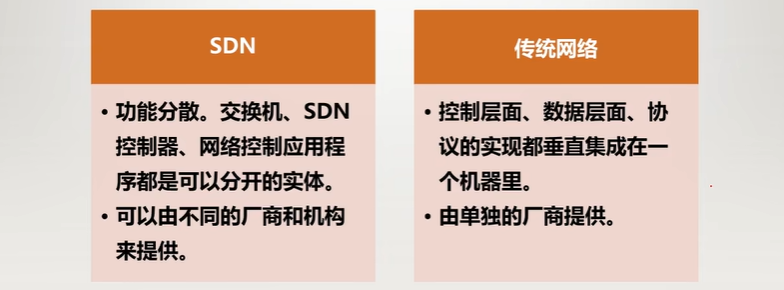 SDN
• 功能分散。交换机、SDN
控制器、网络控制应用程
序都是可以分开的实体。
• 可以由不同的厂商和机构
来提供。
传统网络
• 控制层面、数据层面、协
议的实现都垂直集成在一
个机器里。
• 由单独的厂商提供。